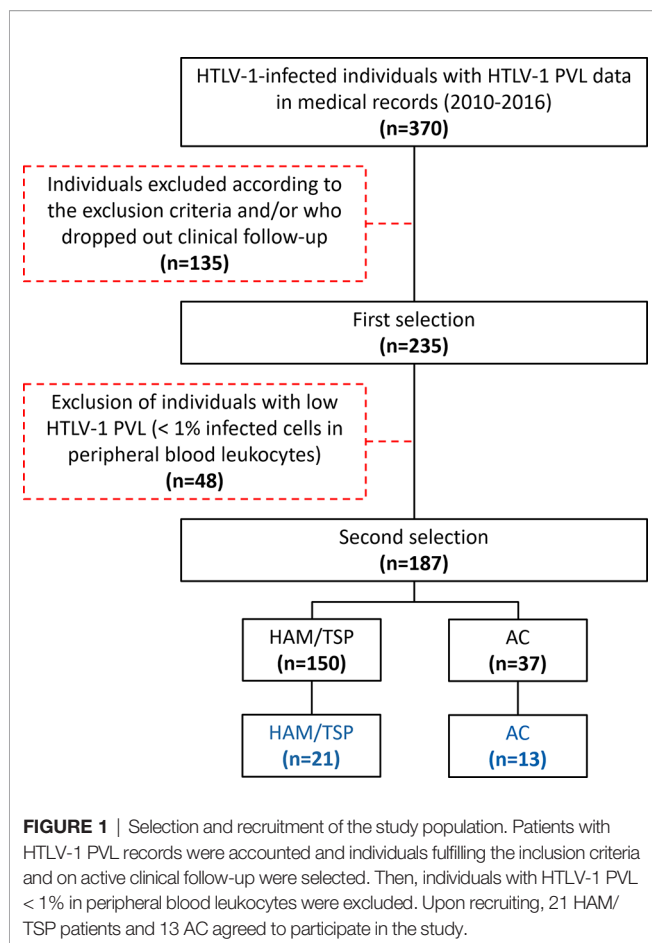 HTLV-1-infected individuals with HTLV-1 PVL data
in medical records (2010-2016)
(n=370)
Individuals excluded according to
the exclusion criteria and/or who
dropped out clinical follow-up
(n=135)
First selection
(n=235)
Exclusion of individuals with low
HTLV-1 PVL (< 1% infected cells in
peripheral blood leukocytes)
(n=48)
Second selection
(n=187)
HAM/TSP
(n=150)
AC
(n=37)
HAM/TSP
(n=21)
AC
(n=13)
FIGURE 1 | Selection and recruitment of the study population. Patients with
HTLV-1 PVL records were accounted and individuals fulfilling the inclusion criteria
and on active clinical follow-up were selected. Then, individuals with HTLV-1 PVL
< 1% in peripheral blood leukocytes were excluded. Upon recruiting, 21 HAM/
TSP patients and 13 AC agreed to participate in the study.